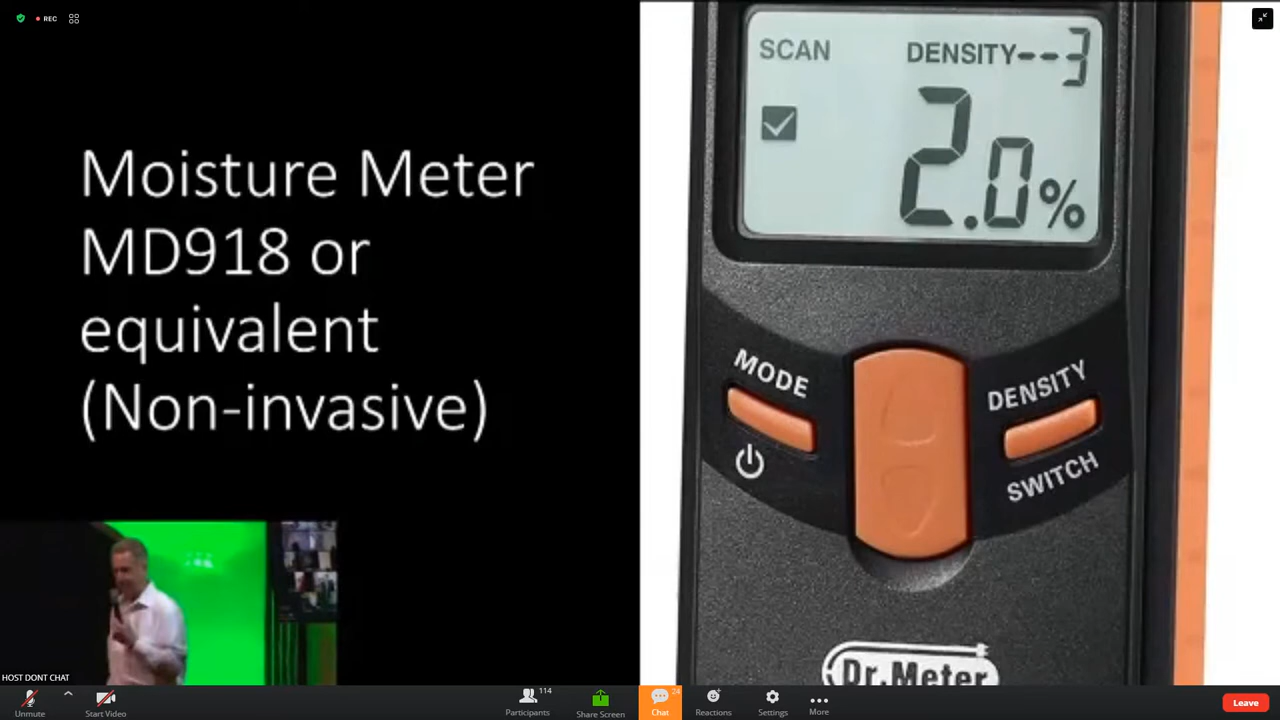 REC
Moisture Meter
MD918 or
equivalent
(Non-invasive)
SCAN
DENSITY--3
2.0%
MODE
DENSITY
SWITCH
Dr.Meter
HOST DONT CHAT
Unmute
Start Video
114
Participants
Share Screen
24
Chat
Reactions
Settings
More
Leave